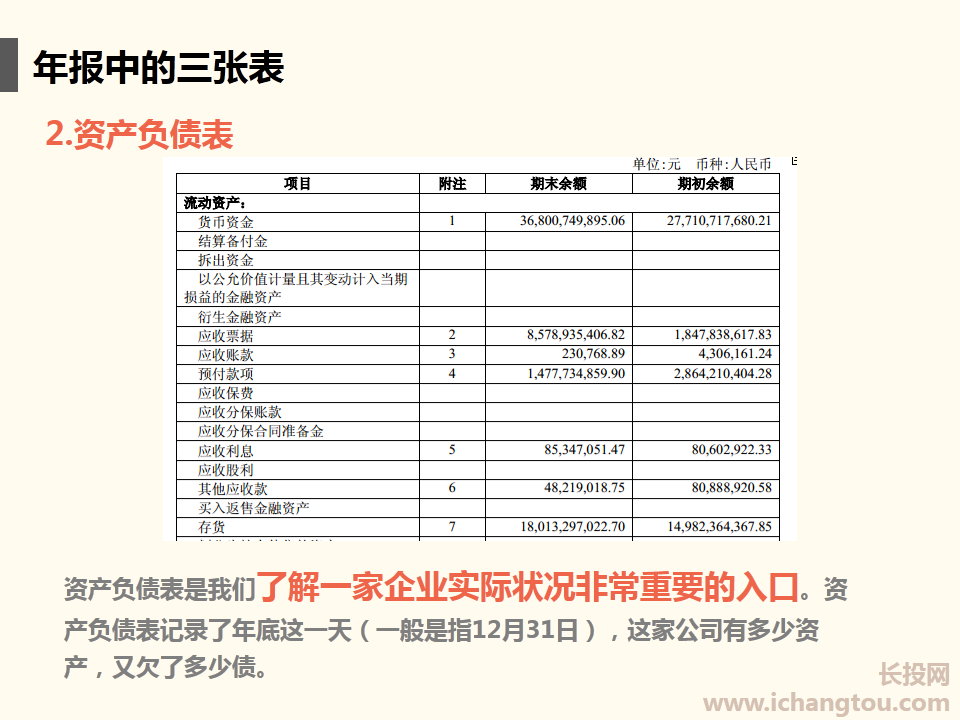 年报中的三张表
2.资产负债表
单位:元 币种:人民币
项目 附注 期末余额 期初余额
流动资产：
货币资金 1 36,800,749,895.06 27,710,717,680.21
结算备付金
拆出资金
以公允价值计量且其变动计入当期
损益的金融资产
衍生金融资产
应收票据 2 8,578,935,406.82 1,847,838,617.83
应收账款 3 230,768.89 4,306,161.24
预付款项 4 1,477,734,859.90 2,864,210,404.28
应收保费
应收分保账款
应收分保合同准备金
应收利息 5 85,347,051.47 80,602,922.33
应收股利
其他应收款 6 48,219,018.75 80,888,920.58
买入返售金融资产
存货 7 18,013,297,022.70 14,982,364,367.85
资产负债表是我们了解一家企业实际状况非常重要的入口。资
产负债表记录了年底这一天（一般是指12月31日），这家公司有多少资
产，又欠了多少债。
长投网
www.ichangtou.com